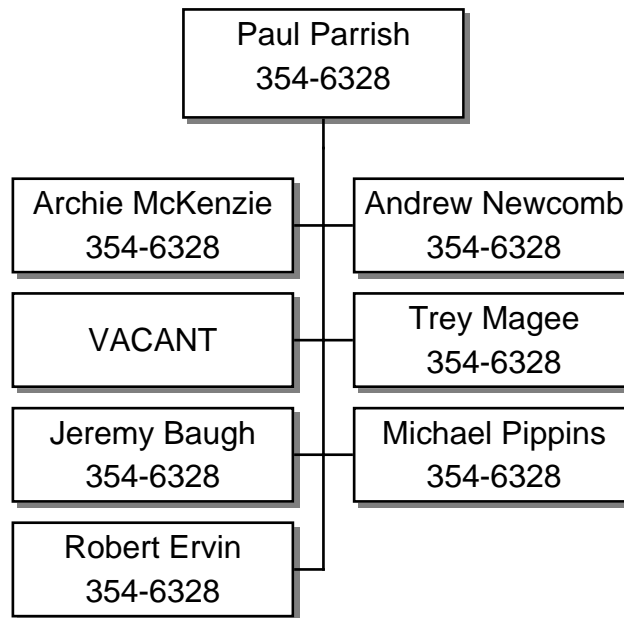 Paul Parrish
354-6328
Archie McKenzie
354-6328
Andrew Newcomb
354-6328
VACANT
Trey Magee
354-6328
Jeremy Baugh
354-6328
Michael Pippins
354-6328
Robert Ervin
354-6328